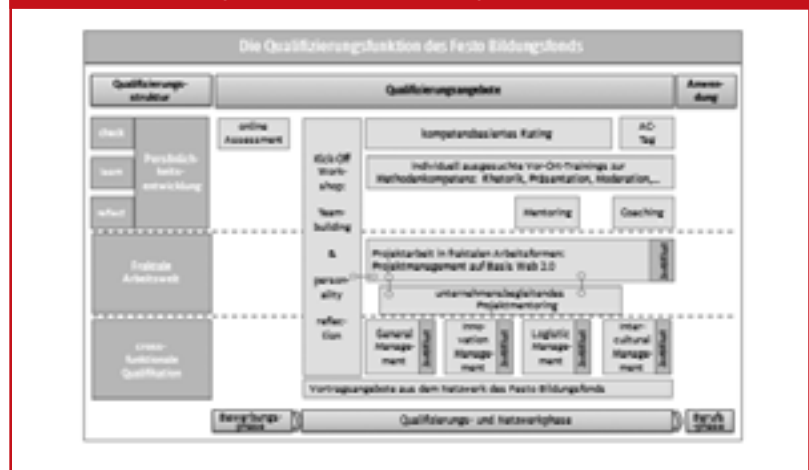 Die Qualifizierungsfunktion des Festo Bildungsfonds
Qualifizierungs-
struktur
Qualifizierungsangebote
Anwen-
dung
check
team
reflect
Persönlich-
keits-
entwicklung
online
Assessment
Kick Off
Work-
shop:
Team-
building
&
person-
ality
reflec-
tion
kompetenzbasiertes Rating
AC-
Tag
Individuell ausgesuchte Vor-Ort-Trainings zur
Methodenkompetenz: Rhetorik, Präsentation, Moderation,...
Mentoring
Coaching
Fraktale
Arbeitswelt
Projektarbeit in fraktalen Arbeitsformen:
Projektmanagement auf Basis Web 2.0
unternehmensbegleitendes
Projektmentoring
cross-
funktionale
Qualifikation
General
Manage-
ment
Inno-
vation
Manage-
ment
Logistic
Manage-
ment
Inter-
cultural
Manage-
ment
Vortragsangebote aus dem Netzwerk des Festo Bildungsfonds
Bewerbungs-
phase
Qualifizierungs- und Netzwerkphase
Berufs-
phase